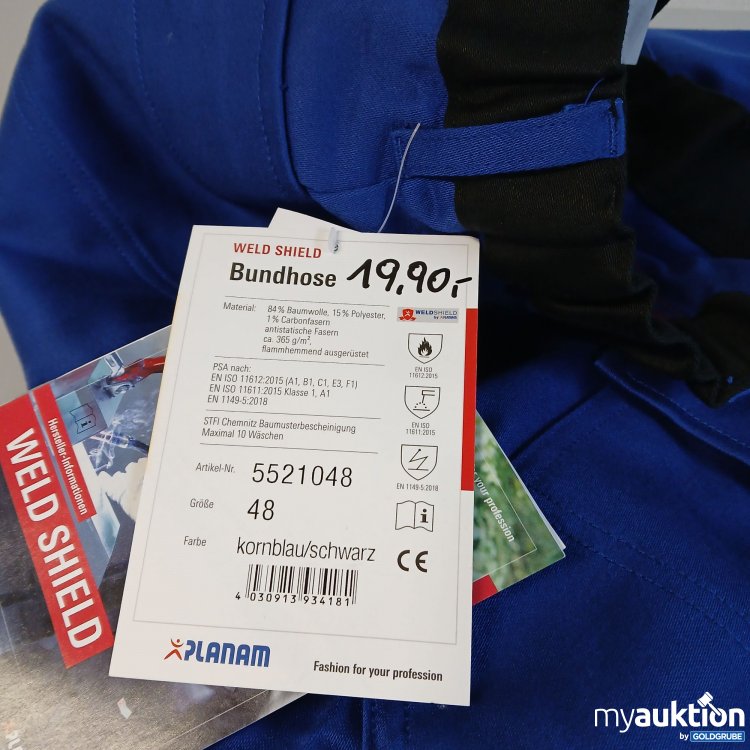 WELD SHIELD
Bundhose 19,90,-
Material: 84 % Baumwolle, 15 % Polyester,
1 % Carbonfasern
antistatische Fasern
ca. 365 g/m²,
flammhemmend ausgerüstet
WELDSHIELD
by PLANAM
EN ISO
11612:2015
PSA nach:
EN ISO 11612:2015 (A1, B1, C1, E3, F1)
EN ISO 11611:2015 Klasse 1, A1
EN 1149-5:2018
EN ISO
11611:2015
STFI Chemnitz Baumusterbescheinigung
Maximal 10 Wäschen
EN 1149-5:2018
Artikel-Nr. 5521048
Größe 48
Farbe kornblau/schwarz
CE
4 030913 934181
PLANAM
Fashion for your profession
Hersteller-Informationen
WELD SHIELD
your profession
myauktion
by GOLDGRUBE